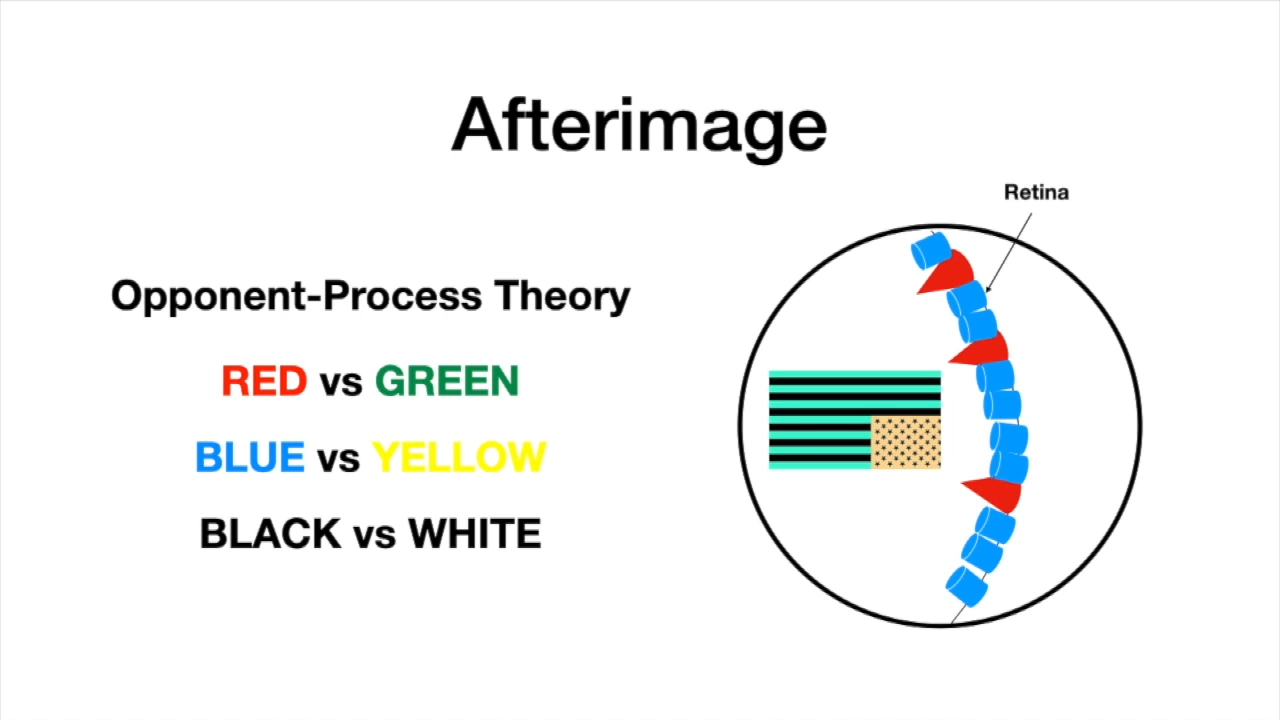 Afterimage
Retina
Opponent-Process Theory
RED vs GREEN
BLUE vs YELLOW
BLACK vs WHITE